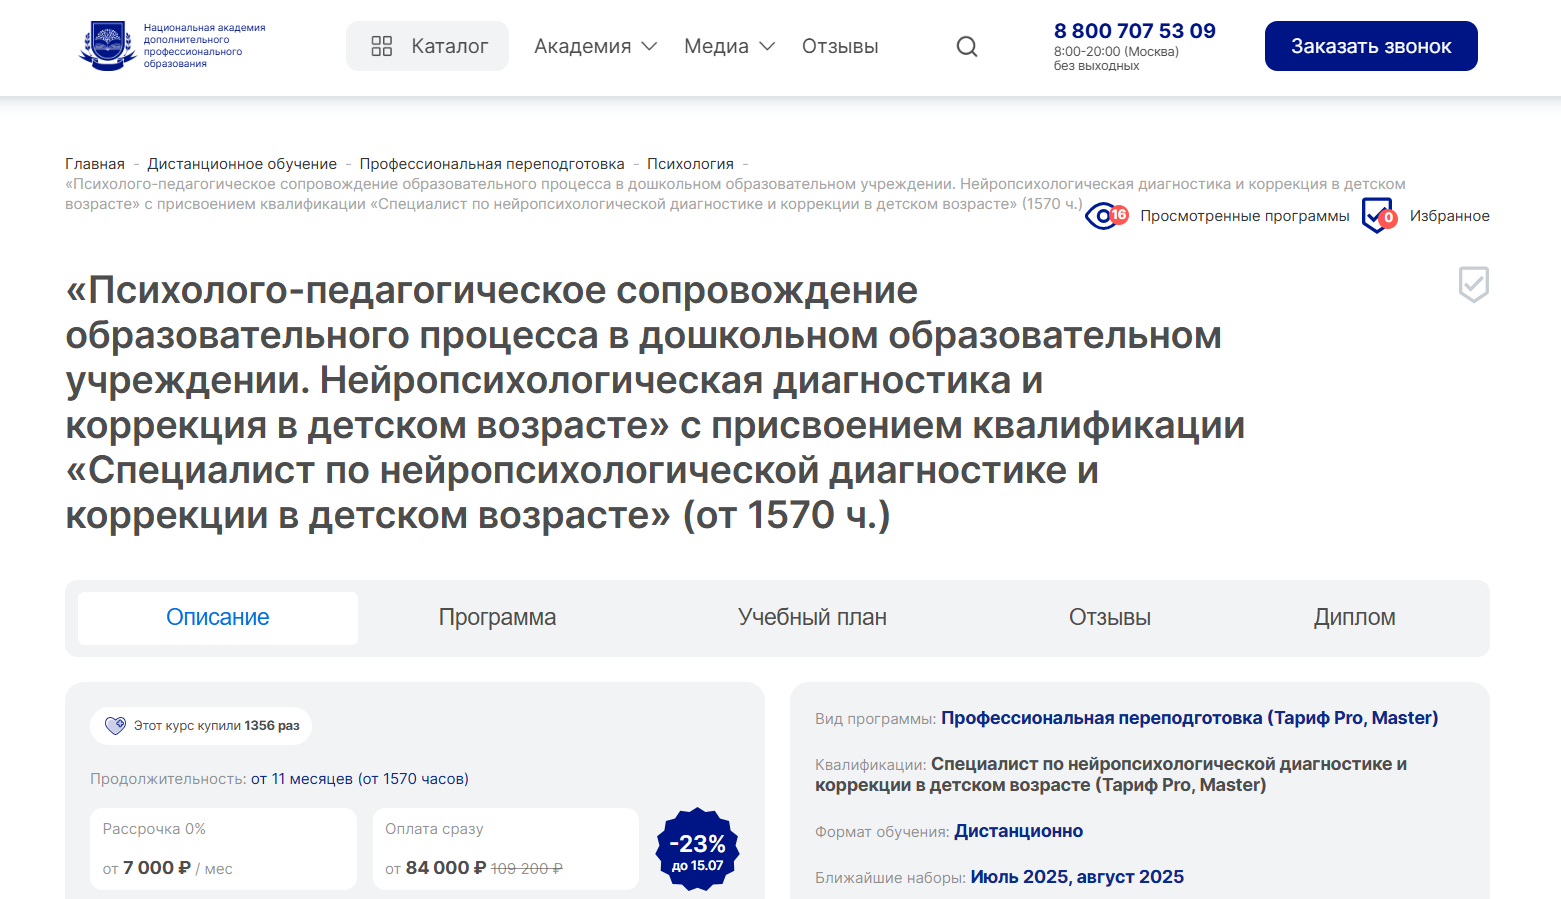 Национальная академия
дополнительного
профессионального
образования
Каталог
Академия
Медиа
Отзывы
8 800 707 53 09
8:00-20:00 (Москва)
без выходных
Заказать звонок
Главная - Дистанционное обучение - Профессиональная переподготовка - Психология -
«Психолого-педагогическое сопровождение образовательного процесса в дошкольном образовательном учреждении. Нейропсихологическая диагностика и коррекция в детском
возрасте» с присвоением квалификации «Специалист по нейропсихологической диагностике и коррекции в детском возрасте» (1570 ч.)
16
Просмотренные программы
0
Избранное
«Психолого-педагогическое сопровождение
образовательного процесса в дошкольном образовательном
учреждении. Нейропсихологическая диагностика и
коррекция в детском возрасте» с присвоением квалификации
«Специалист по нейропсихологической диагностике и
коррекции в детском возрасте» (от 1570 ч.)
Описание
Программа
Учебный план
Отзывы
Диплом
Этот курс купили 1356 раз
Продолжительность: от 11 месяцев (от 1570 часов)
Рассрочка 0%
от 7 000 ₽ / мес
Оплата сразу
от 84 000 ₽ 109 200 ₽
-23%
до 15.07
Вид программы: Профессиональная переподготовка (Тариф Pro, Master)
Квалификации: Специалист по нейропсихологической диагностике и
коррекции в детском возрасте (Тариф Pro, Master)
Формат обучения: Дистанционно
Ближайшие наборы: Июль 2025, август 2025